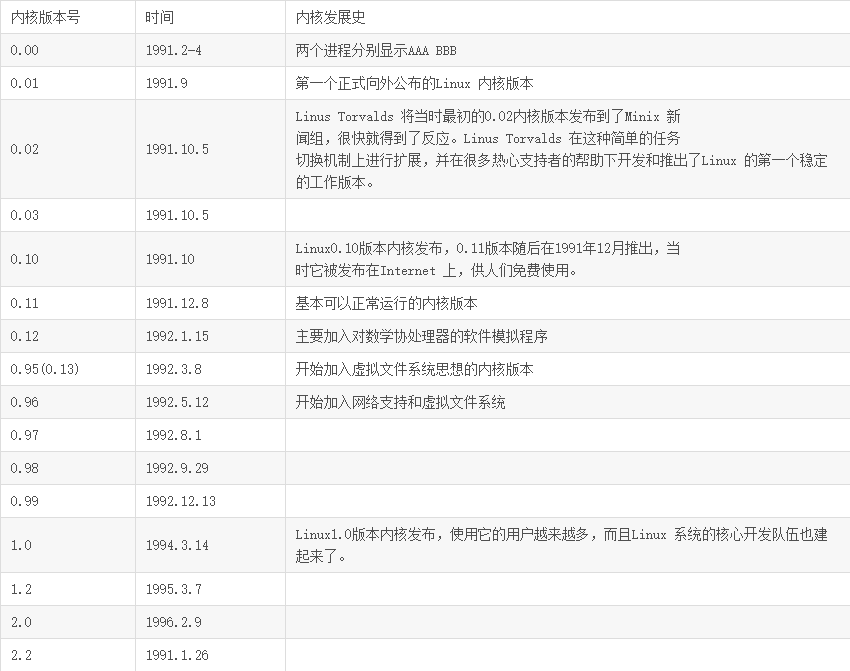 内核版本号 时间 内核发展史
0.00 1991.2-4 两个进程分别显示AAA BBB
0.01 1991.9 第一个正式向外公布的Linux 内核版本
0.02 1991.10.5 Linus Torvalds 将当时最初的0.02内核版本发布到了Minix 新
闻组，很快就得到了反应。Linus Torvalds 在这种简单的任务
切换机制上进行扩展，并在很多热心支持者的帮助下开发和推出了Linux 的第一个稳定
的工作版本。
0.03 1991.10.5
0.10 1991.10 Linux0.10版本内核发布，0.11版本随后在1991年12月推出，当
时它被发布在Internet 上，供人们免费使用。
0.11 1991.12.8 基本可以正常运行的内核版本
0.12 1992.1.15 主要加入对数学协处理器的软件模拟程序
0.95(0.13) 1992.3.8 开始加入虚拟文件系统思想的内核版本
0.96 1992.5.12 开始加入网络支持和虚拟文件系统
0.97 1992.8.1
0.98 1992.9.29
0.99 1992.12.13
1.0 1994.3.14 Linux1.0版本内核发布，使用它的用户越来越多，而且Linux 系统的核心开发队伍也建
起来了。
1.2 1995.3.7
2.0 1996.2.9
2.2 1991.1.26